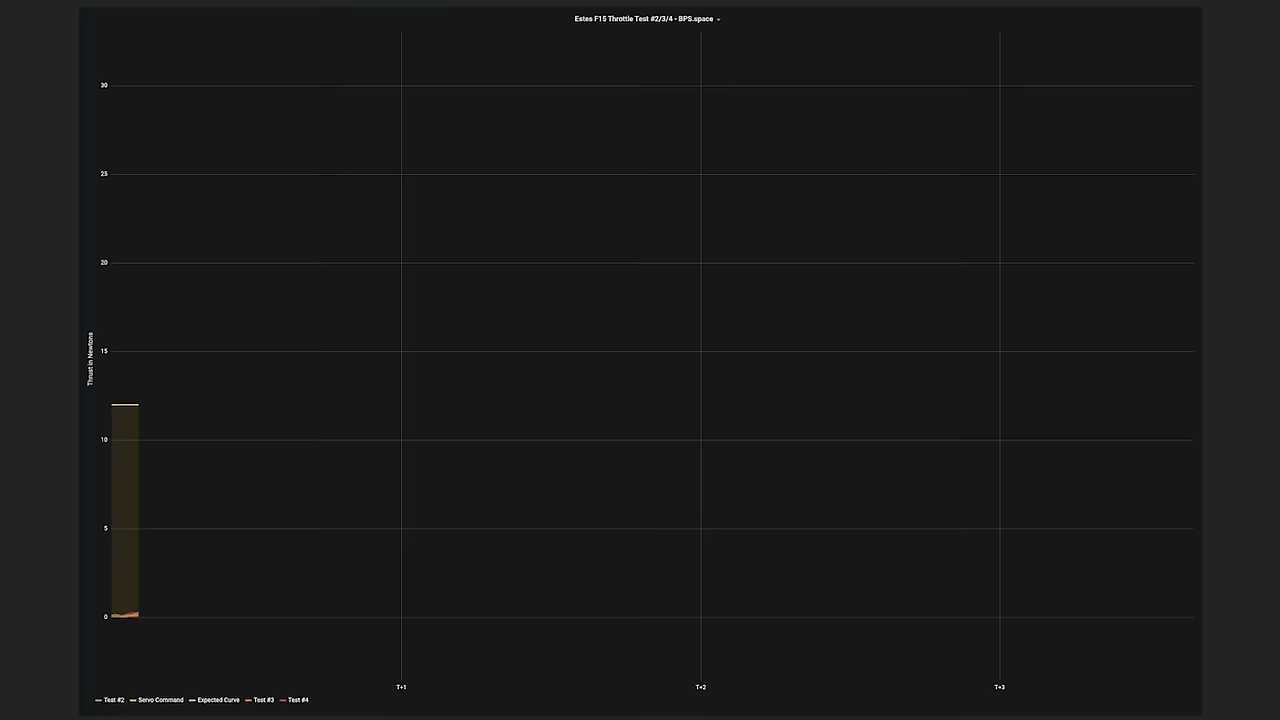 Estes F15 Throttle Test #2/3/4 - BPS.space
30
25
20
15
10
5
0
Thrust in Newtons
T+1 T+2 T+3
Test #2 Servo Command Expected Curve Test #3 Test #4